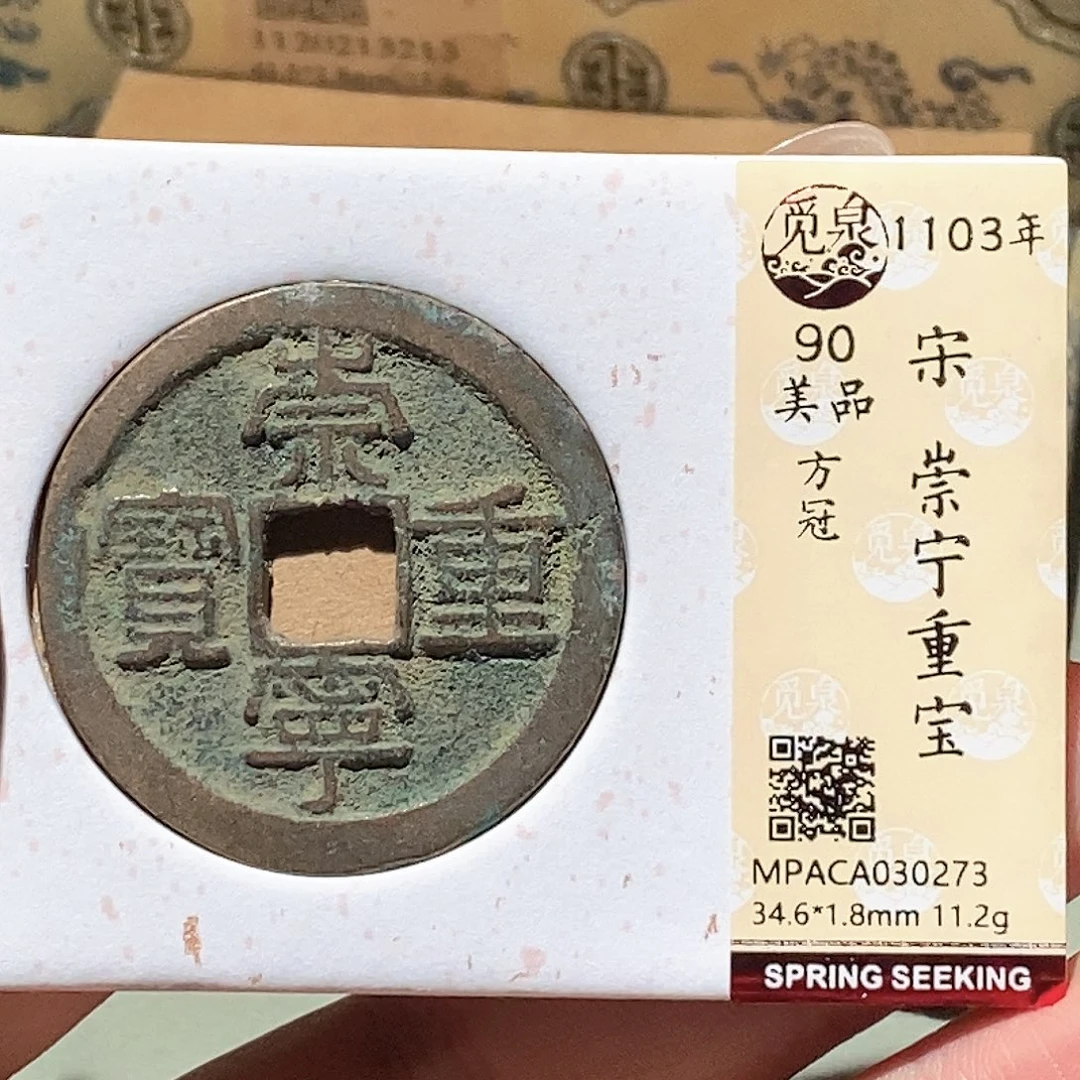 1120213213
崇
重
寶
寧
觅泉
1103年
90
美品
方冠
宋 崇宁重宝
MPACA030273
34.6*1.8mm 11.2g
SPRING SEEKING